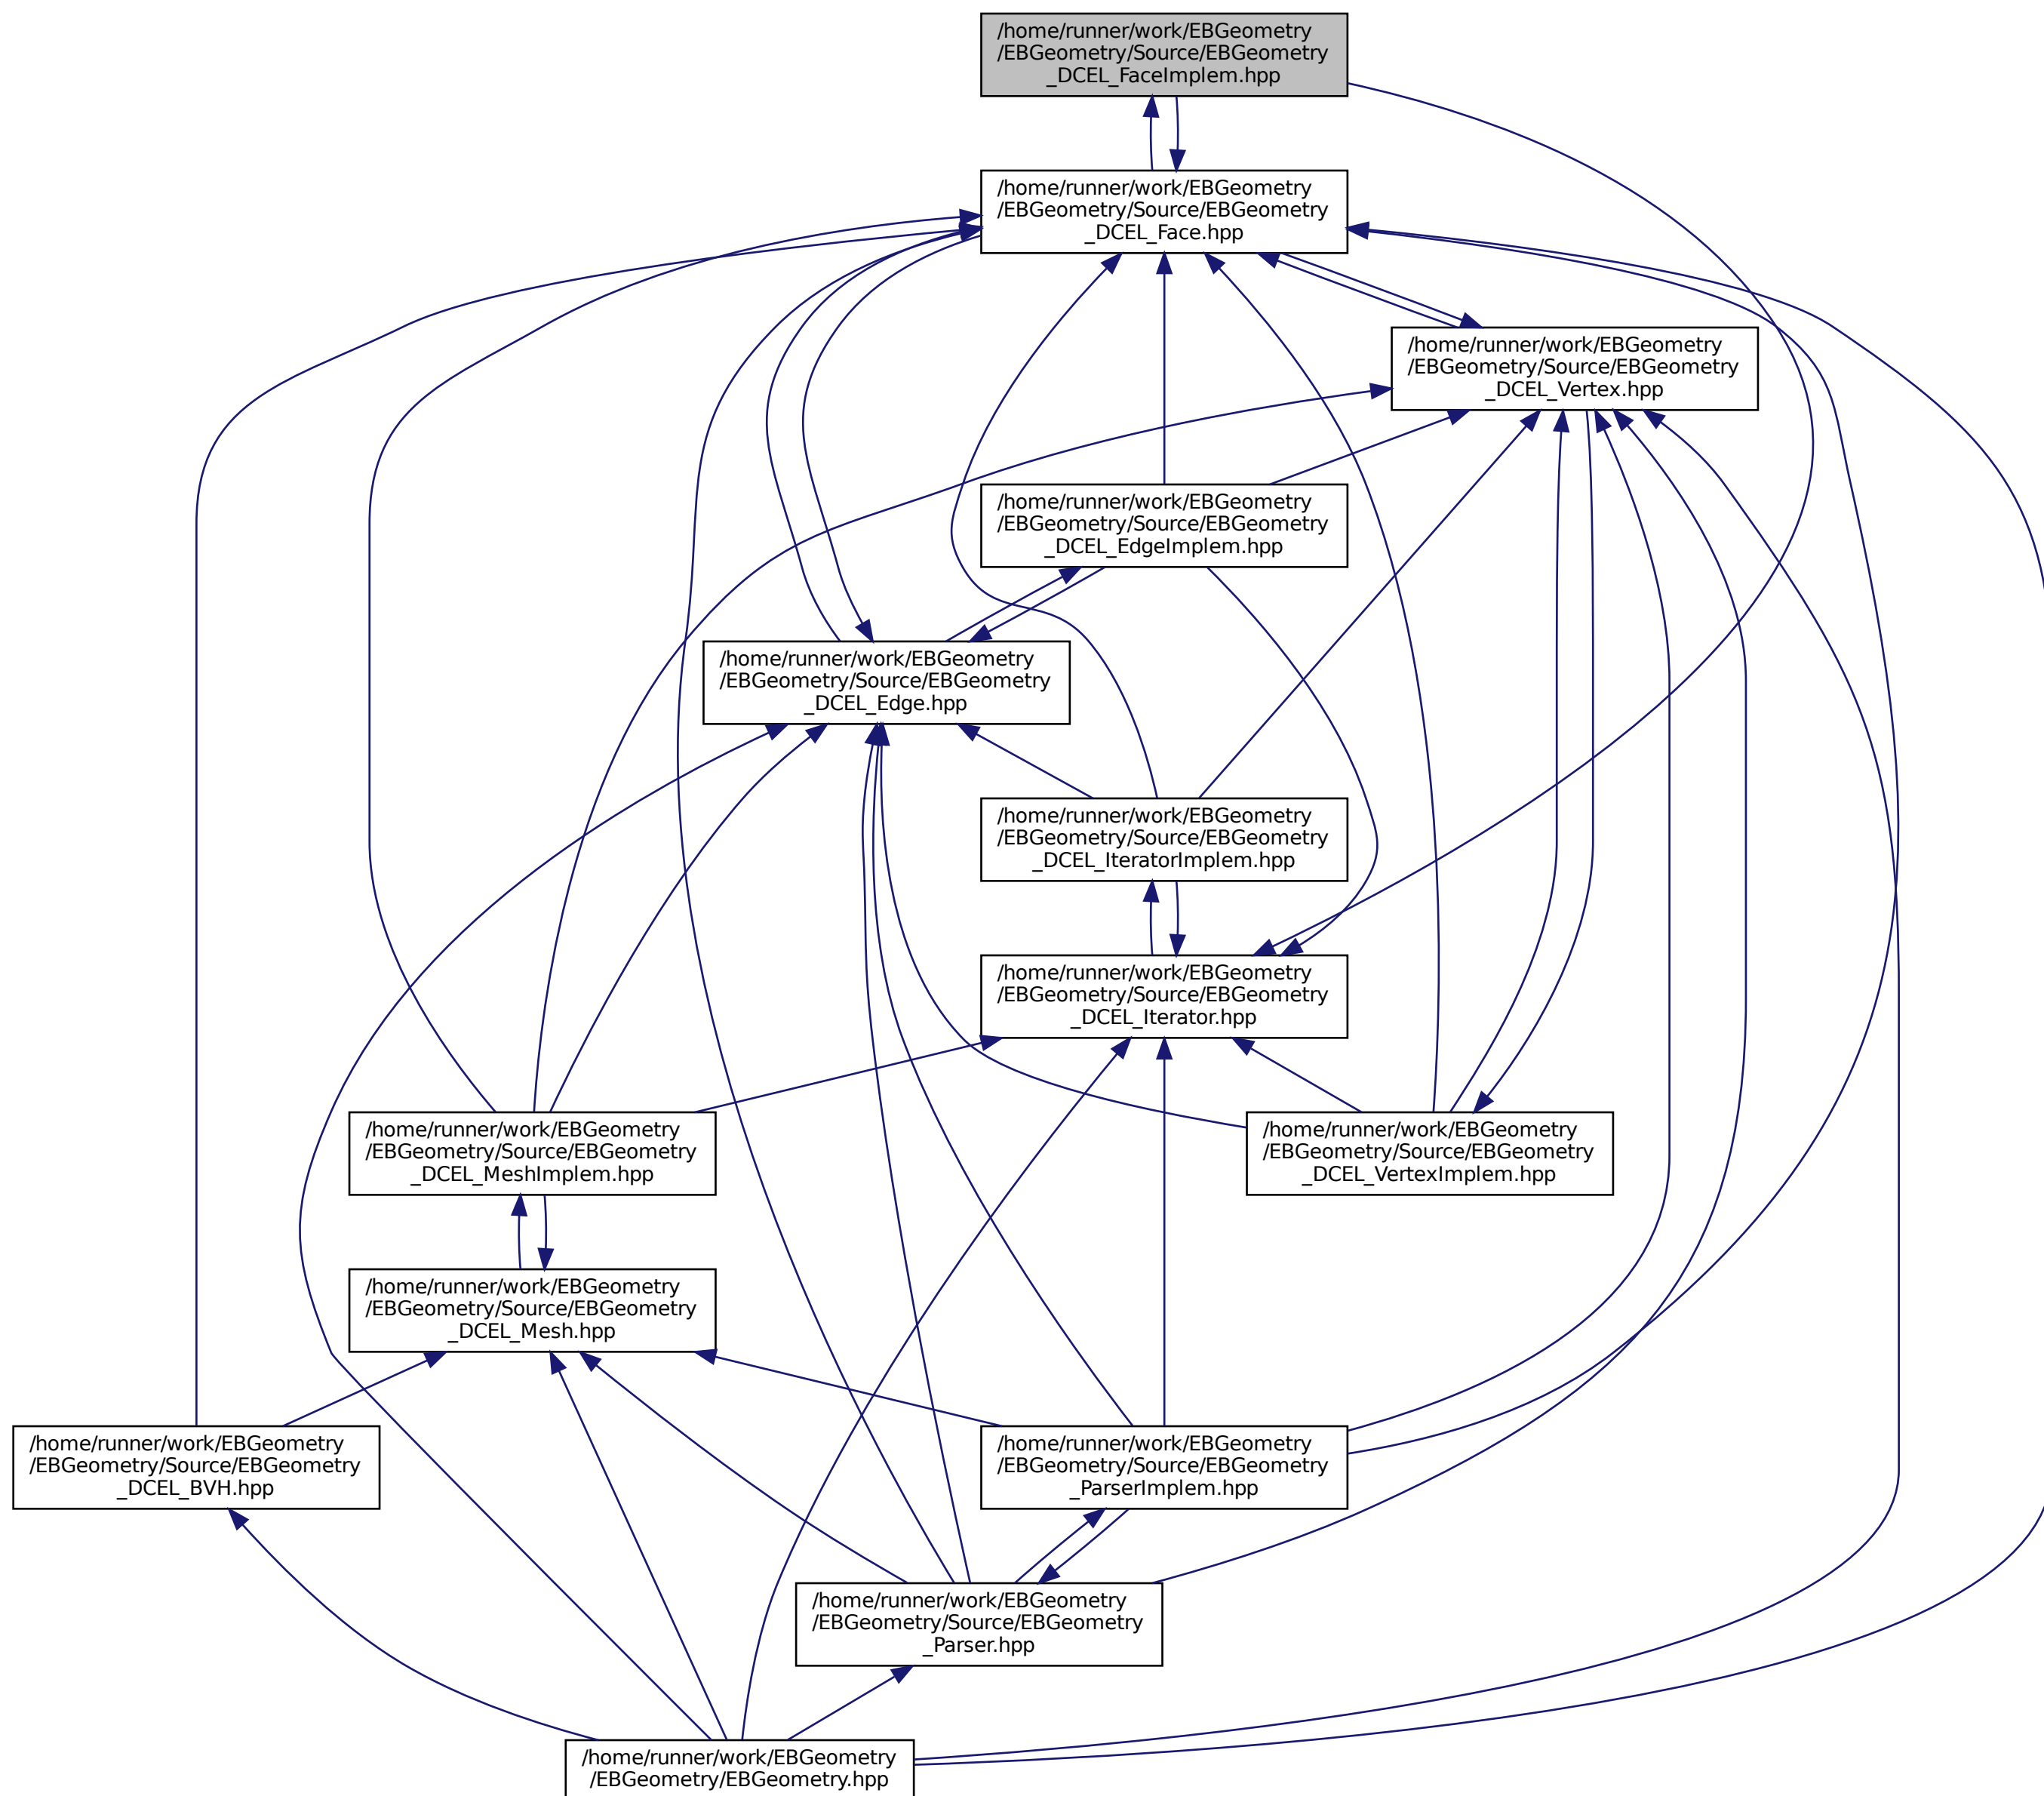 /home/runner/work/EBGeometry
/EBGeometry/Source/EBGeometry
_DCEL_FaceImplem.hpp
/home/runner/work/EBGeometry
/EBGeometry/Source/EBGeometry
_DCEL_Face.hpp
/home/runner/work/EBGeometry
/EBGeometry/Source/EBGeometry
_DCEL_Vertex.hpp
/home/runner/work/EBGeometry
/EBGeometry/Source/EBGeometry
_DCEL_EdgeImplem.hpp
/home/runner/work/EBGeometry
/EBGeometry/Source/EBGeometry
_DCEL_Edge.hpp
/home/runner/work/EBGeometry
/EBGeometry/Source/EBGeometry
_DCEL_IteratorImplem.hpp
/home/runner/work/EBGeometry
/EBGeometry/Source/EBGeometry
_DCEL_Iterator.hpp
/home/runner/work/EBGeometry
/EBGeometry/Source/EBGeometry
_DCEL_MeshImplem.hpp
/home/runner/work/EBGeometry
/EBGeometry/Source/EBGeometry
_DCEL_VertexImplem.hpp
/home/runner/work/EBGeometry
/EBGeometry/Source/EBGeometry
_DCEL_Mesh.hpp
/home/runner/work/EBGeometry
/EBGeometry/Source/EBGeometry
_DCEL_BVH.hpp
/home/runner/work/EBGeometry
/EBGeometry/Source/EBGeometry
_ParserImplem.hpp
/home/runner/work/EBGeometry
/EBGeometry/Source/EBGeometry
_Parser.hpp
/home/runner/work/EBGeometry
/EBGeometry/EBGeometry.hpp